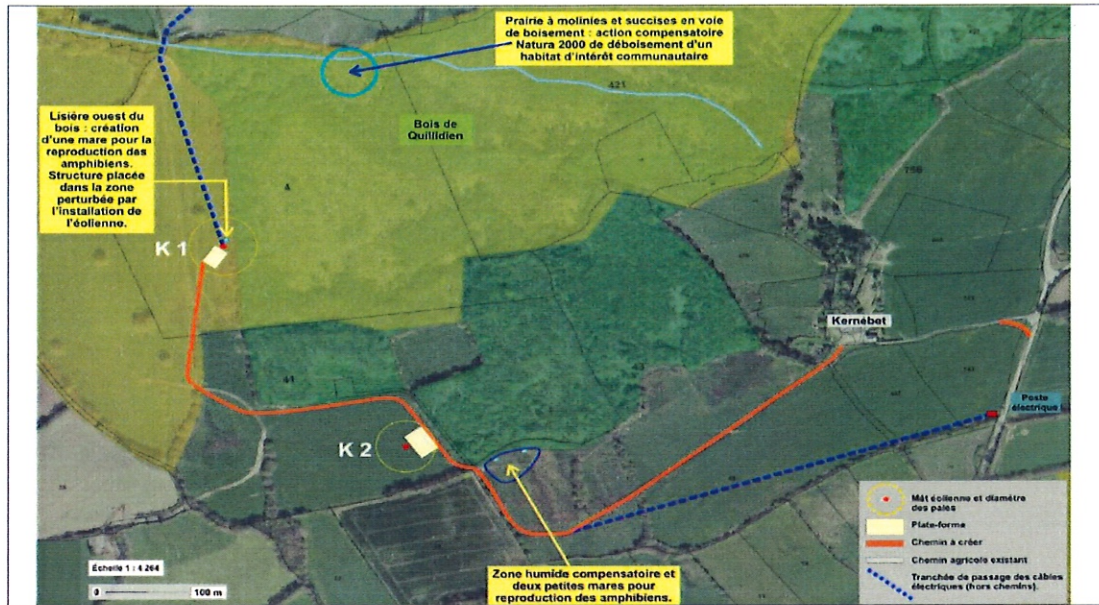 Prairie à molinies et succises en voie
de boisement : action compensatoire
Natura 2000 de déboisement d'un
habitat d'intérêt communautaire
421
Lisière ouest du
bois : création
d'une mare pour la
reproduction des
amphibiens.
Structure placée
dans la zone
perturbée par
l'installation de
l'éolienne.
Bois de
Quillidien
K 1
Kernébet
41
43
Poste
électrique
K 2
Mât éolienne et diamètre
des pales
Plate-forme
Chemin à créer
Chemin agricole existant
Tranchée de passage des câbles
électriques (hors chemins).
Échelle 1 : 4 264
0 100 m
Zone humide compensatoire et
deux petites mares pour
reproduction des amphibiens.